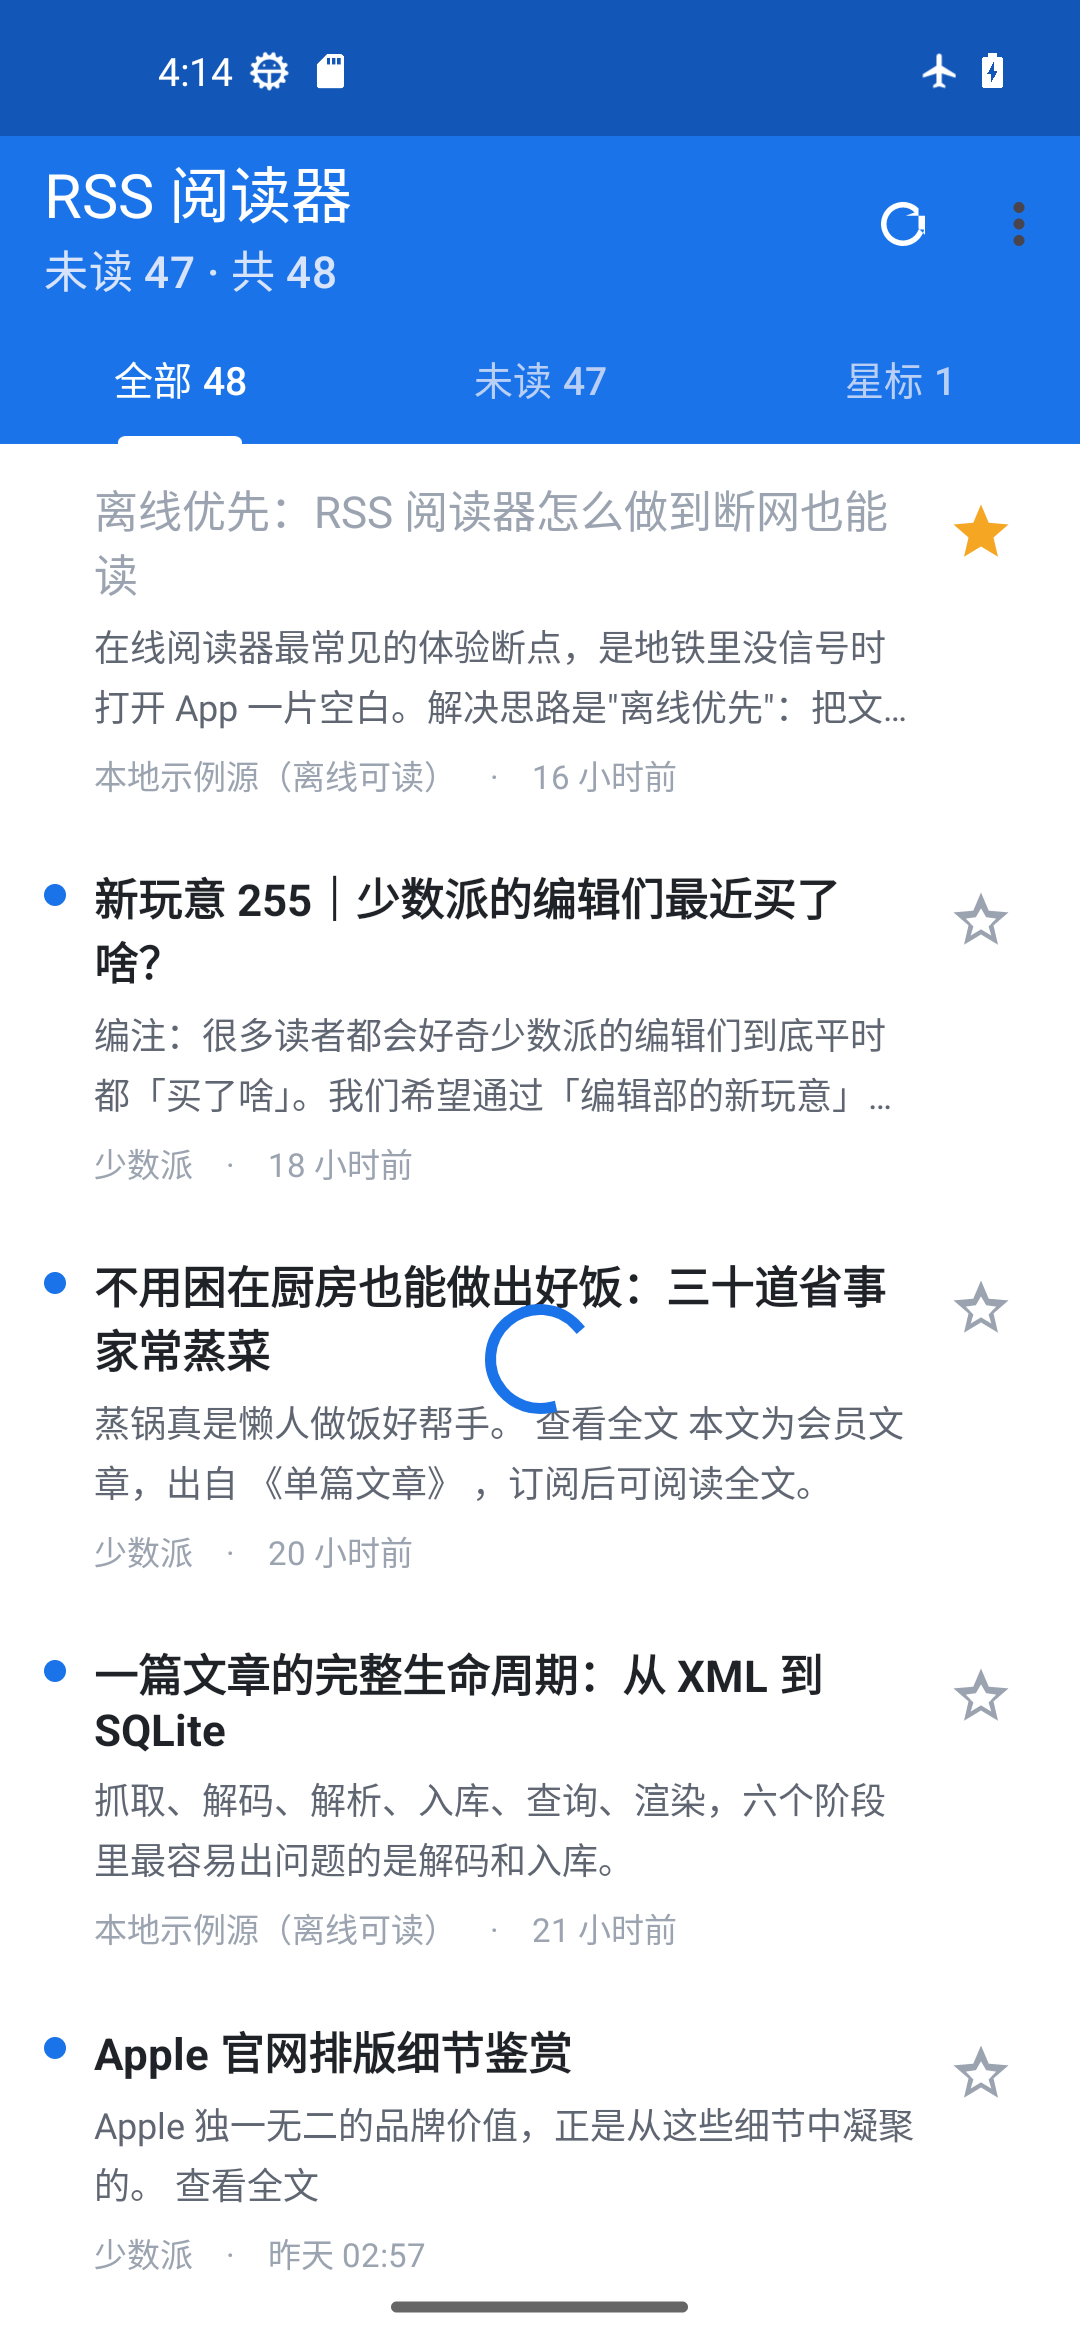 4:14
RSS 阅读器
未读 47 · 共 48
全部 48
未读 47
星标 1
离线优先：RSS 阅读器怎么做到断网也能
读
在线阅读器最常见的体验断点，是地铁里没信号时
打开 App 一片空白。解决思路是"离线优先"：把文…
本地示例源（离线可读） · 16 小时前
新玩意 255｜少数派的编辑们最近买了
啥？
编注：很多读者都会好奇少数派的编辑们到底平时
都「买了啥」。我们希望通过「编辑部的新玩意」…
少数派 · 18 小时前
不用困在厨房也能做出好饭：三十道省事
家常蒸菜
蒸锅真是懒人做饭好帮手。 查看全文 本文为会员文
章，出自 《单篇文章》 ，订阅后可阅读全文。
少数派 · 20 小时前
一篇文章的完整生命周期：从 XML 到
SQLite
抓取、解码、解析、入库、查询、渲染，六个阶段
里最容易出问题的是解码和入库。
本地示例源（离线可读） · 21 小时前
Apple 官网排版细节鉴赏
Apple 独一无二的品牌价值，正是从这些细节中凝聚
的。 查看全文
少数派 · 昨天 02:57